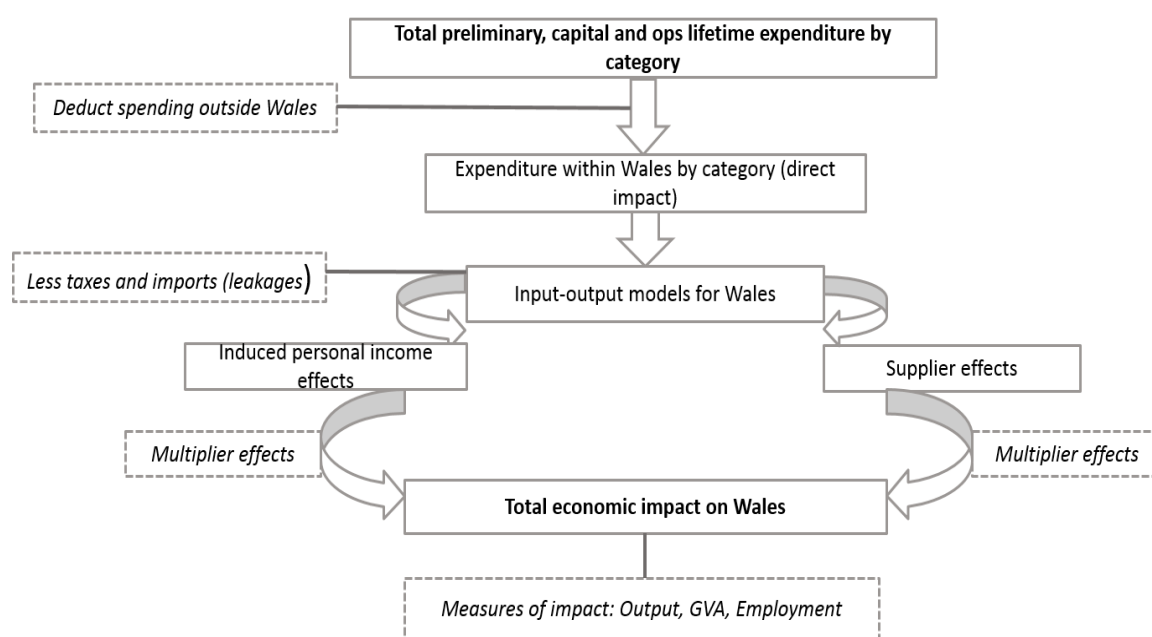 Total preliminary, capital and ops lifetime expenditure by
category
Deduct spending outside Wales
Expenditure within Wales by category (direct
impact)
Less taxes and imports (leakages)
Input-output models for Wales
Induced personal income
effects
Supplier effects
Multiplier effects
Multiplier effects
Total economic impact on Wales
Measures of impact: Output, GVA, Employment